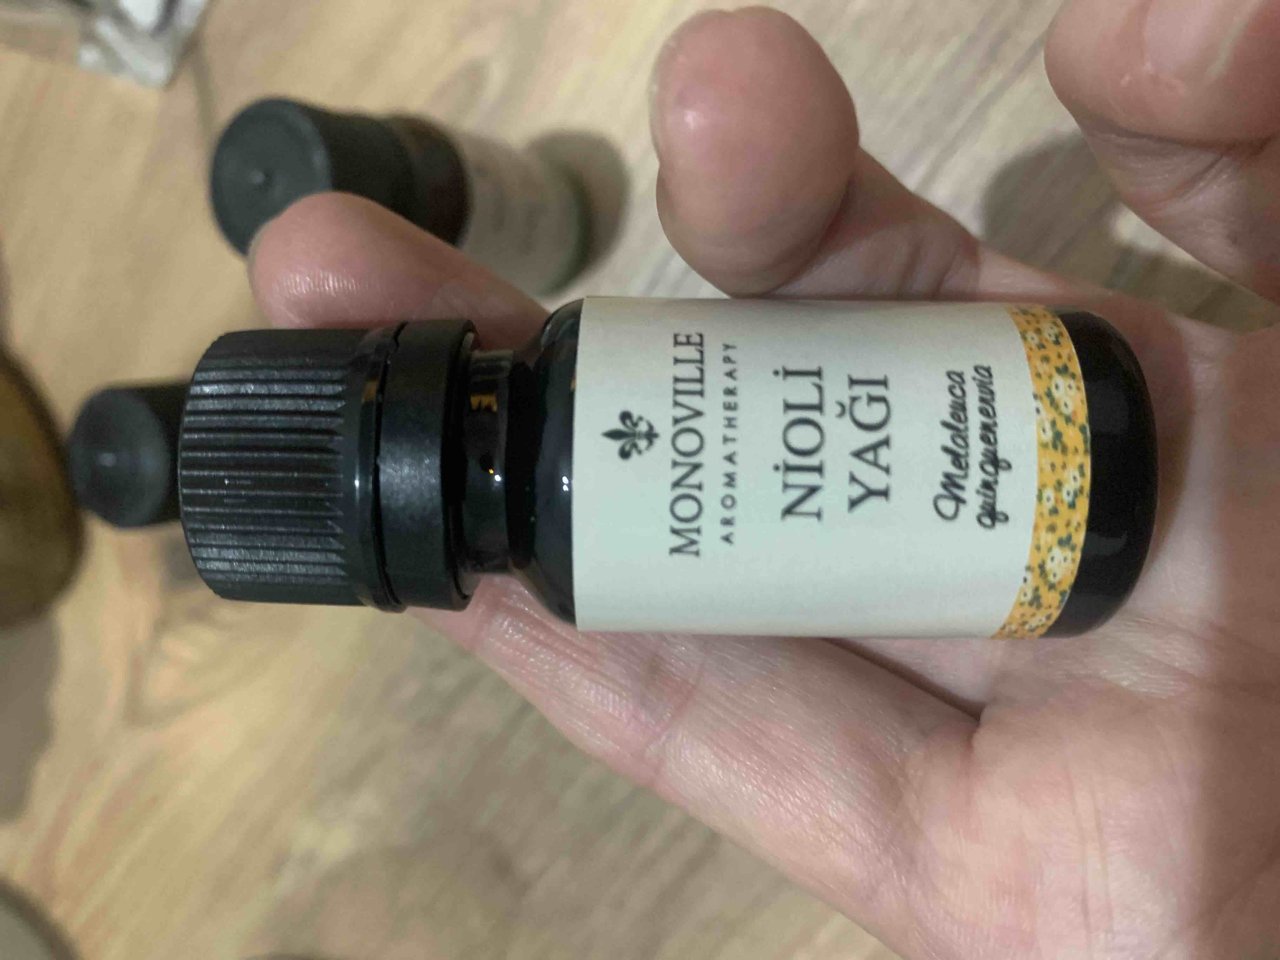 MONOVILLE
AROMATHERAPY
NİOLİ
YAĞI
Melaleuca
quinquenervia